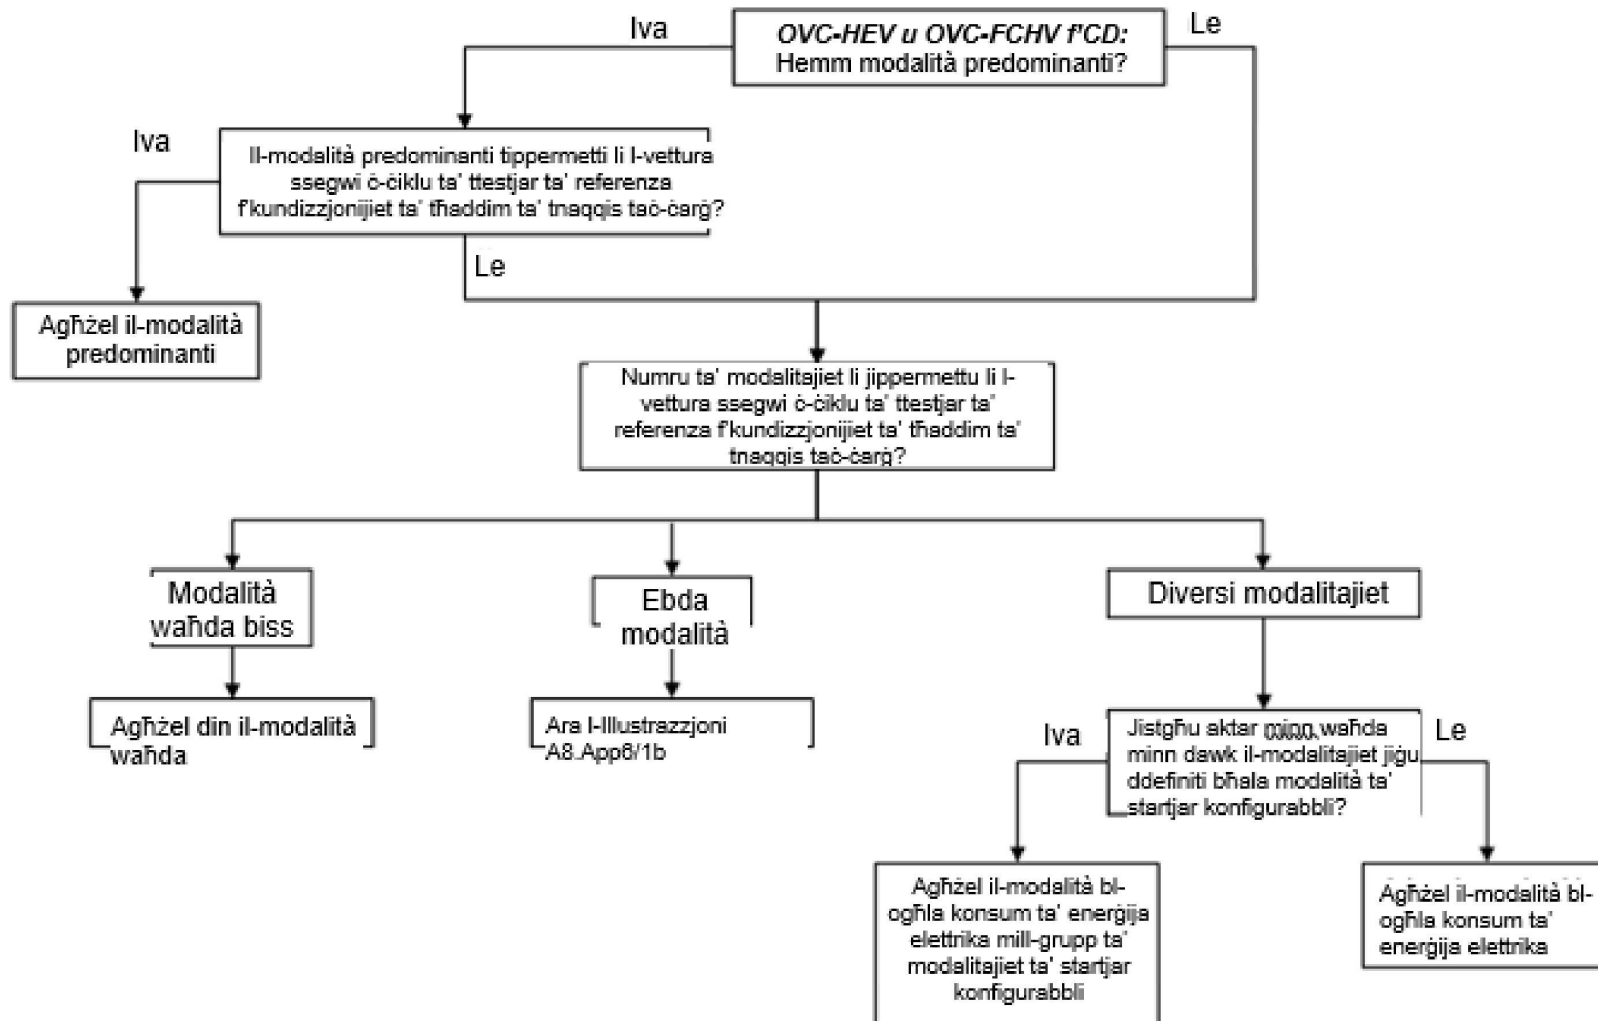 Iva
OVC-HEV u OVC-FCHV f'CD:
Hemm modalità predominanti?
Le
Iva
Il-modalità predominanti tippermetti li l-vettura
ssegwi ċ-ċiklu ta' ttestjar ta' referenza
f'kundizzjonijiet ta' tħaddim ta' tnaqqis taċ-ċarġ?
Le
Agħżel il-modalità
predominanti
Numru ta' modalitajiet li jippermettu li l-
vettura ssegwi ċ-ċiklu ta' ttestjar ta'
referenza f'kundizzjonijiet ta' tħaddim ta'
tnaqqis taċ-ċarġ?
Modalità
waħda biss
Ebda
modalità
Diversi modalitajiet
Agħżel din il-modalità
waħda
Ara l-Illustrazzjoni
A8.App6/1b
Iva
Jistgħu aktar minn waħda
minn dawk il-modalitajiet jiġu
ddefiniti bħala modalità ta'
startjar konfigurabbli?
Le
Agħżel il-modalità bl-
ogħla konsum ta' enerġija
elettrika mill-grupp ta'
modalitajiet ta' startjar
konfigurabbli
Agħżel il-modalità bl-
ogħla konsum ta'
enerġija elettrika